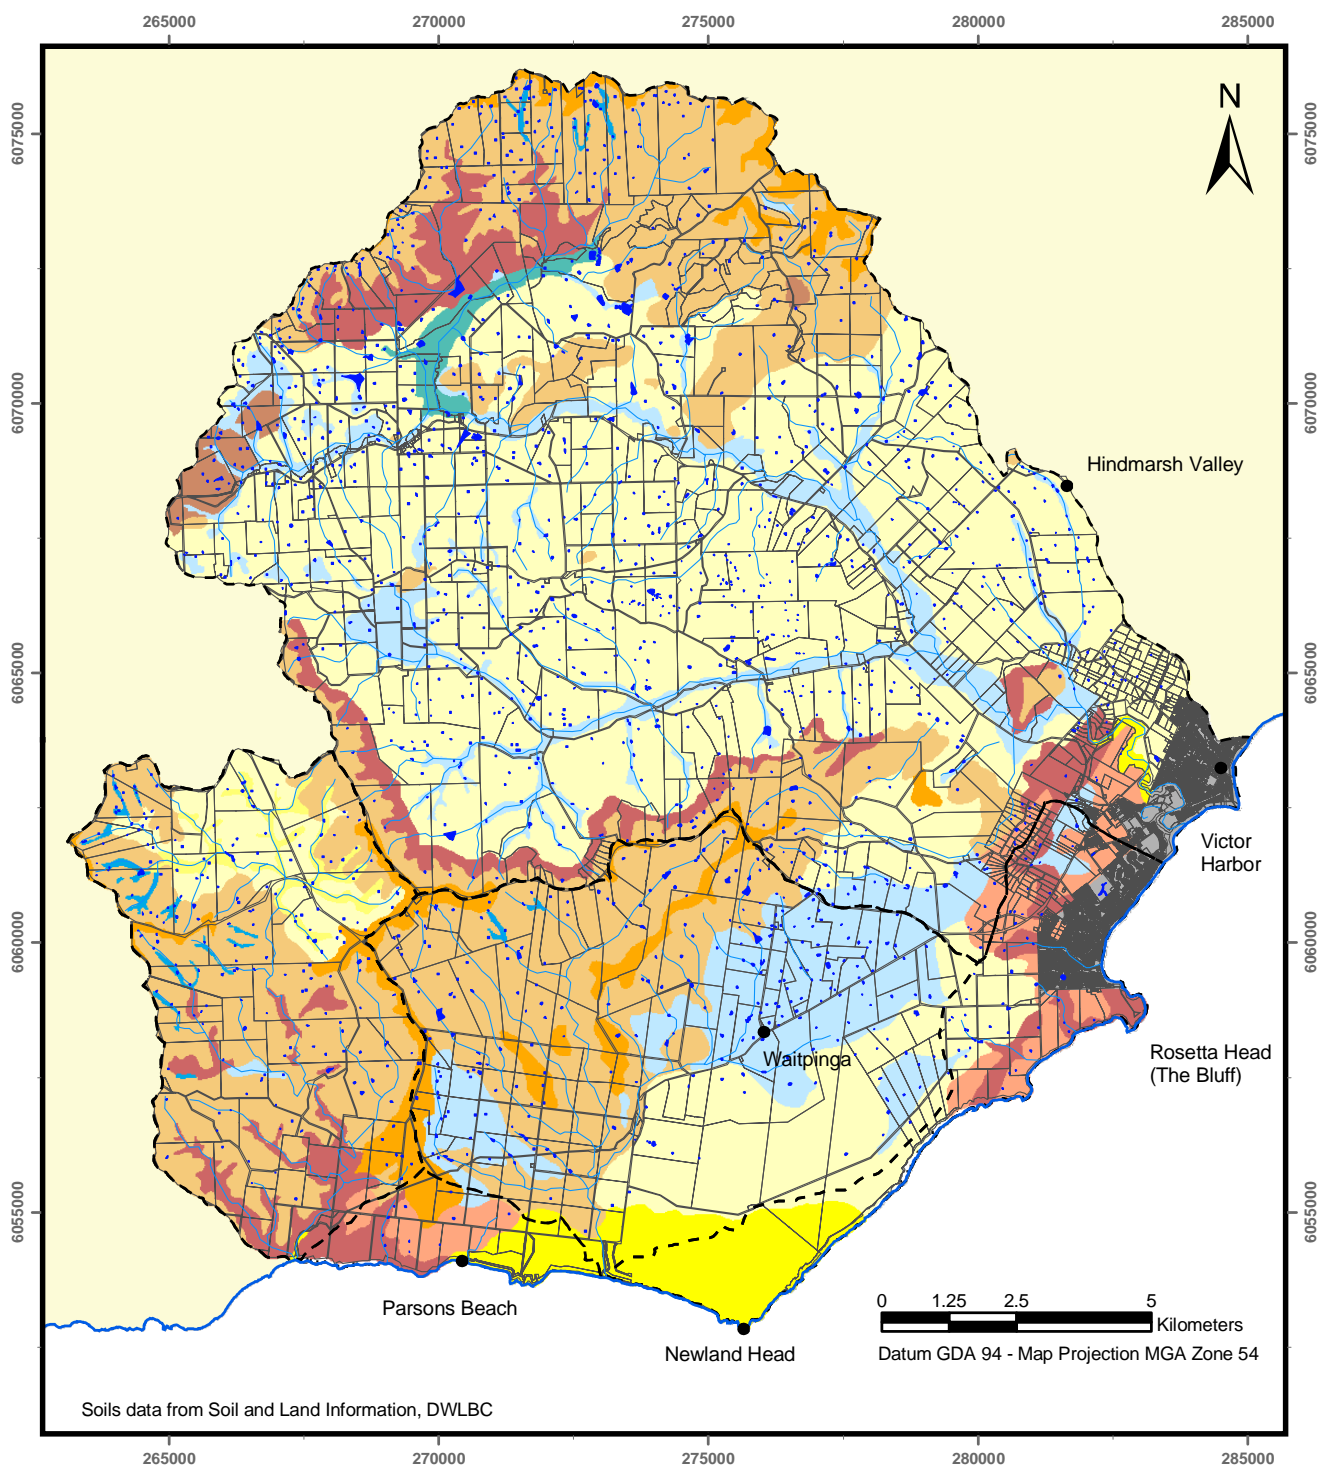 265000
270000
275000
280000
285000
6075000
6075000
N
6070000
6070000
Hindmarsh Valley
6065000
6065000
Victor
Harbor
6060000
6060000
Waitpinga
Rosetta Head
(The Bluff)
6055000
6055000
Parsons Beach
0 1.25 2.5 5
Kilometers
Newland Head
Datum GDA 94 - Map Projection MGA Zone 54
Soils data from Soil and Land Information, DWLBC
265000
270000
275000
280000
285000